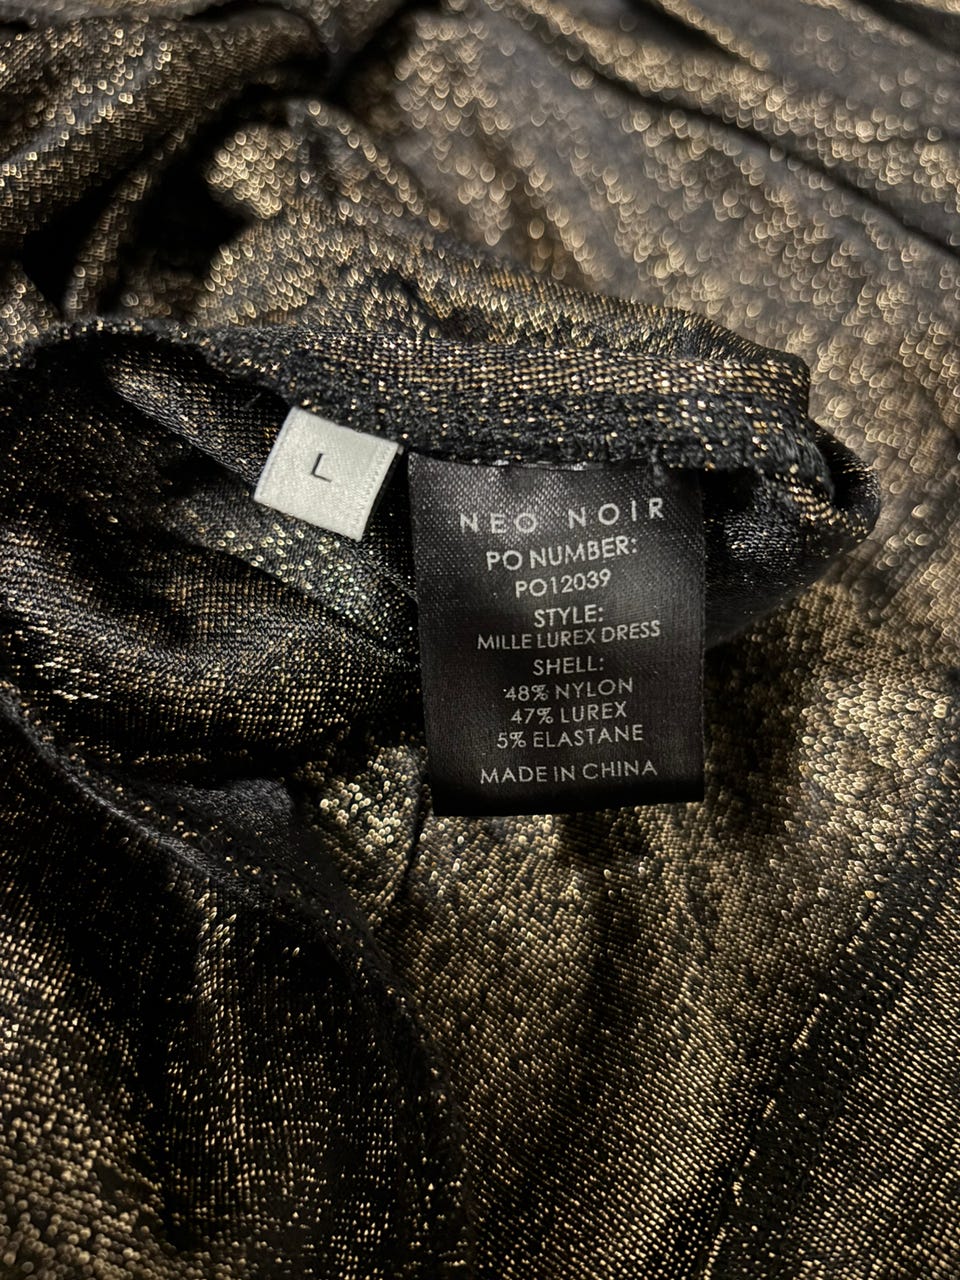 L
NEO NOIR
PO NUMBER:
PO12039
STYLE:
MILLE LUREX DRESS
SHELL:
48% NYLON
47% LUREX
5% ELASTANE
MADE IN CHINA